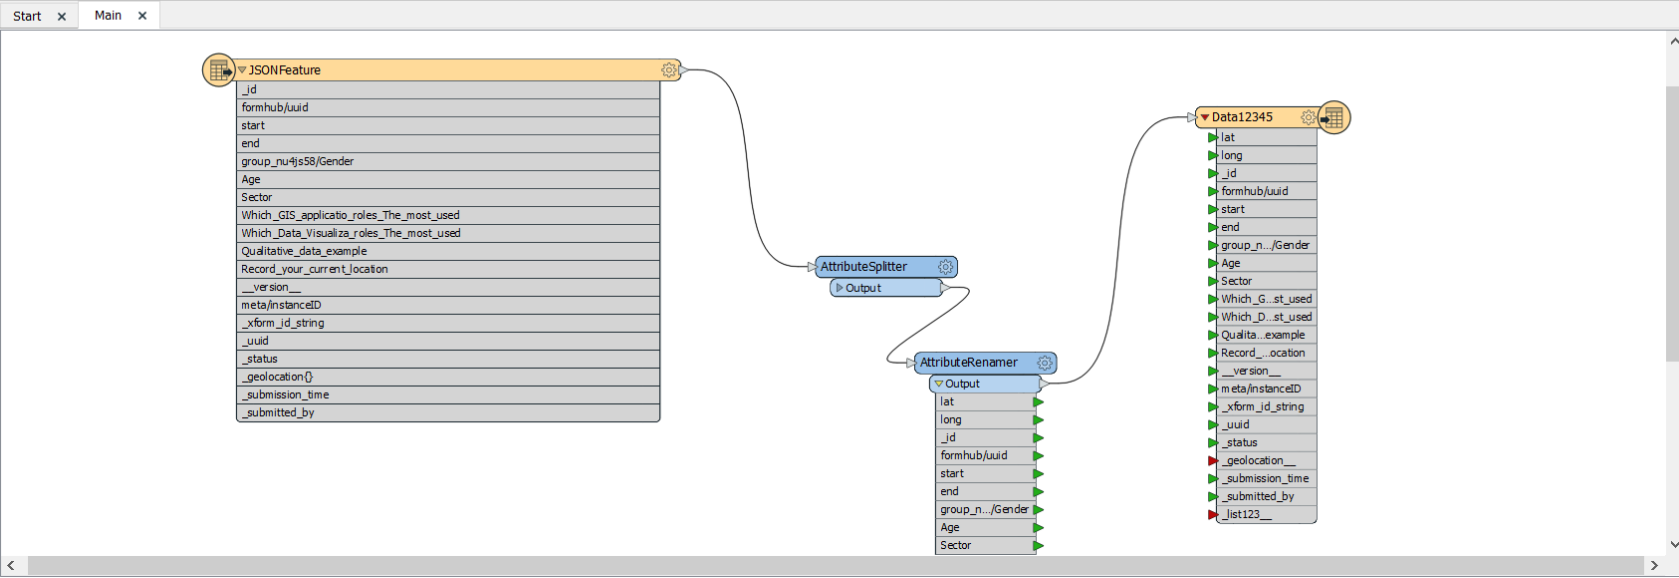 Start
Main
JSONFeature
_id
formhub/uuid
start
end
group_nu4js58/Gender
Age
Sector
Which_GIS_applicatio_roles_The_most_used
Which_Data_Visualiza_roles_The_most_used
Qualitative_data_example
Record_your_current_location
__version__
meta/instanceID
_xform_id_string
_uuid
_status
_geolocation{}
_submission_time
_submitted_by
AttributeSplitter
Output
AttributeRenamer
Output
lat
long
_id
formhub/uuid
start
end
group_n.../Gender
Age
Sector
Data12345
lat
long
_id
formhub/uuid
start
end
group_n.../Gender
Age
Sector
Which_G...st_used
Which_D...st_used
Qualita...example
Record_...ocation
__version__
meta/instanceID
_xform_id_string
_uuid
_status
_geolocation__
_submission_time
_submitted_by
_list123__